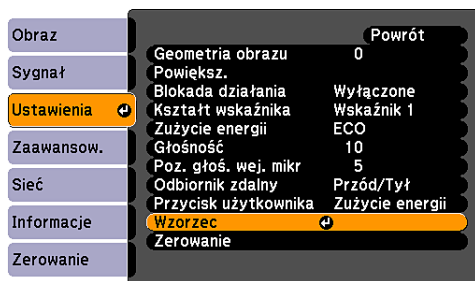 Obraz
Sygnał
Ustawienia
Zaawansow.
Sieć
Informacje
Zerowanie
Powrót
Geometria obrazu 0
Powiększ.
Blokada działania Wyłączone
Kształt wskaźnika Wskaźnik 1
Zużycie energii ECO
Głośność 10
Poz. głoś. wej. mikr 5
Odbiornik zdalny Przód/Tył
Przycisk użytkownika Zużycie energii
Wzorzec
Zerowanie